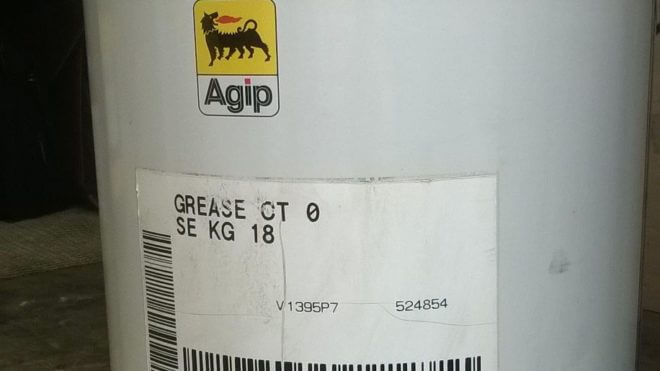 Agip
GREASE CT 0
SE KG 18
V1395P7 524854